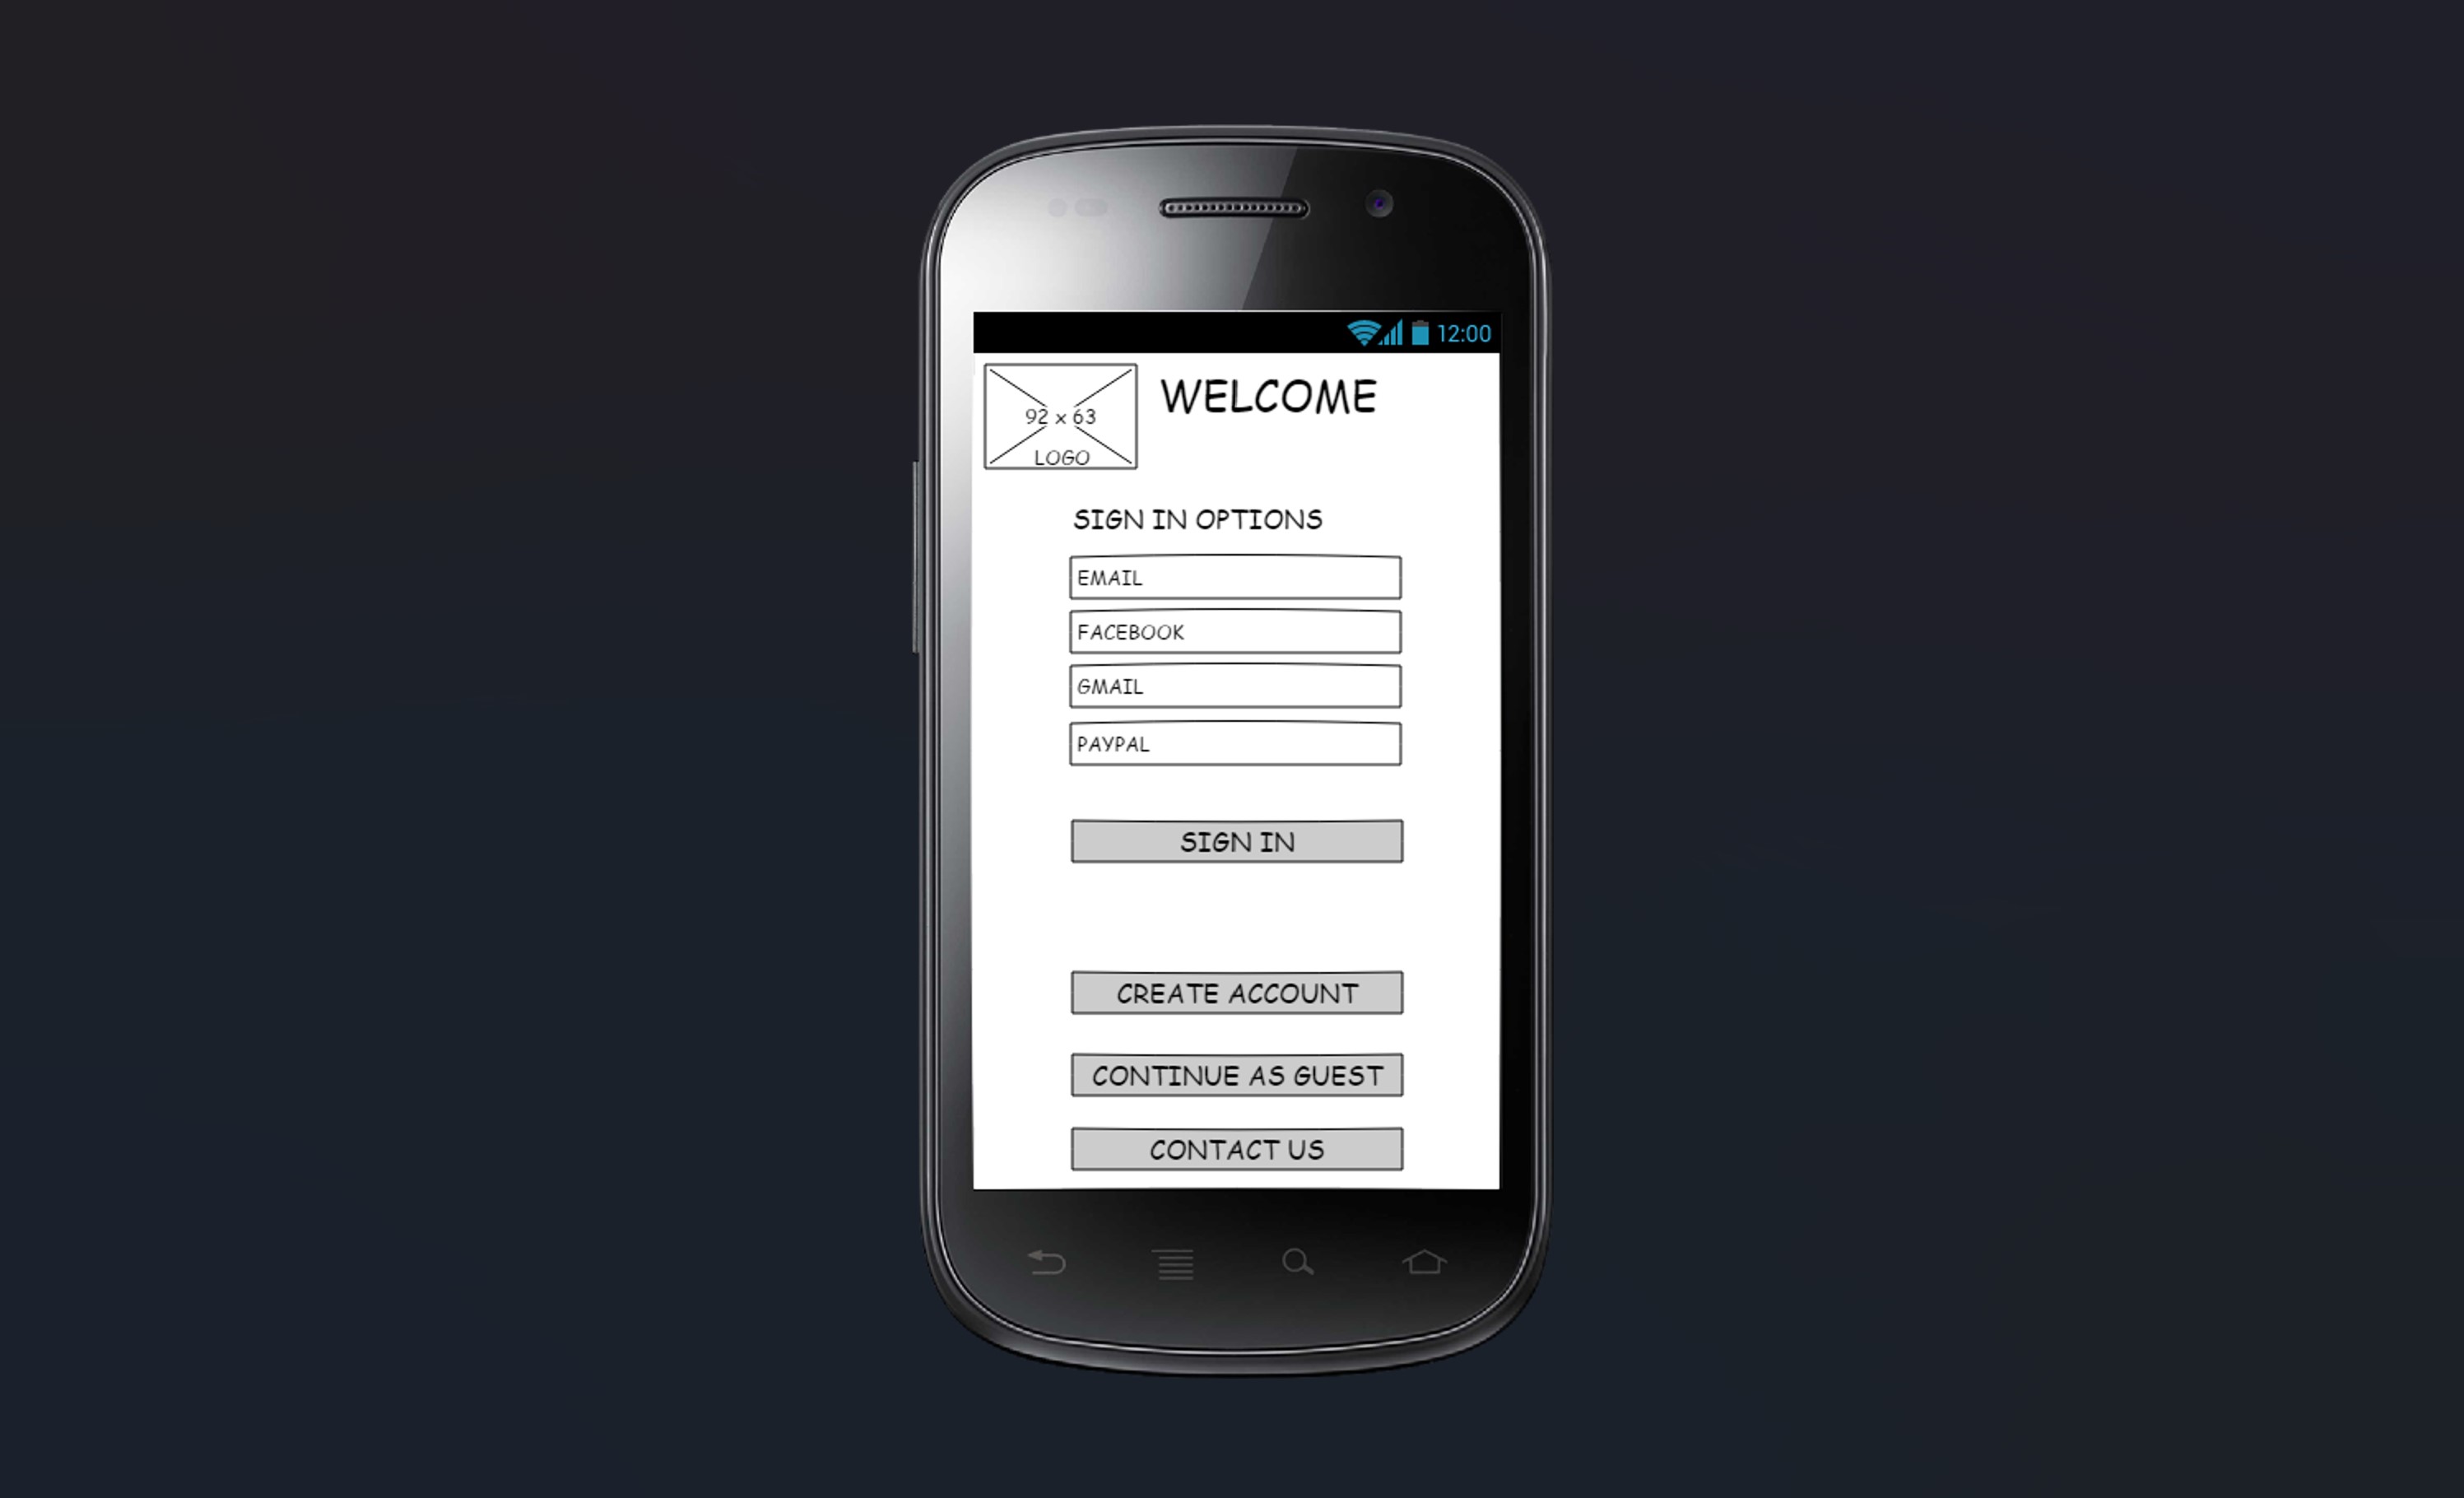 12:00
92 x 63
LOGO
WELCOME
SIGN IN OPTIONS
EMAIL
FACEBOOK
GMAIL
PAYPAL
SIGN IN
CREATE ACCOUNT
CONTINUE AS GUEST
CONTACT US